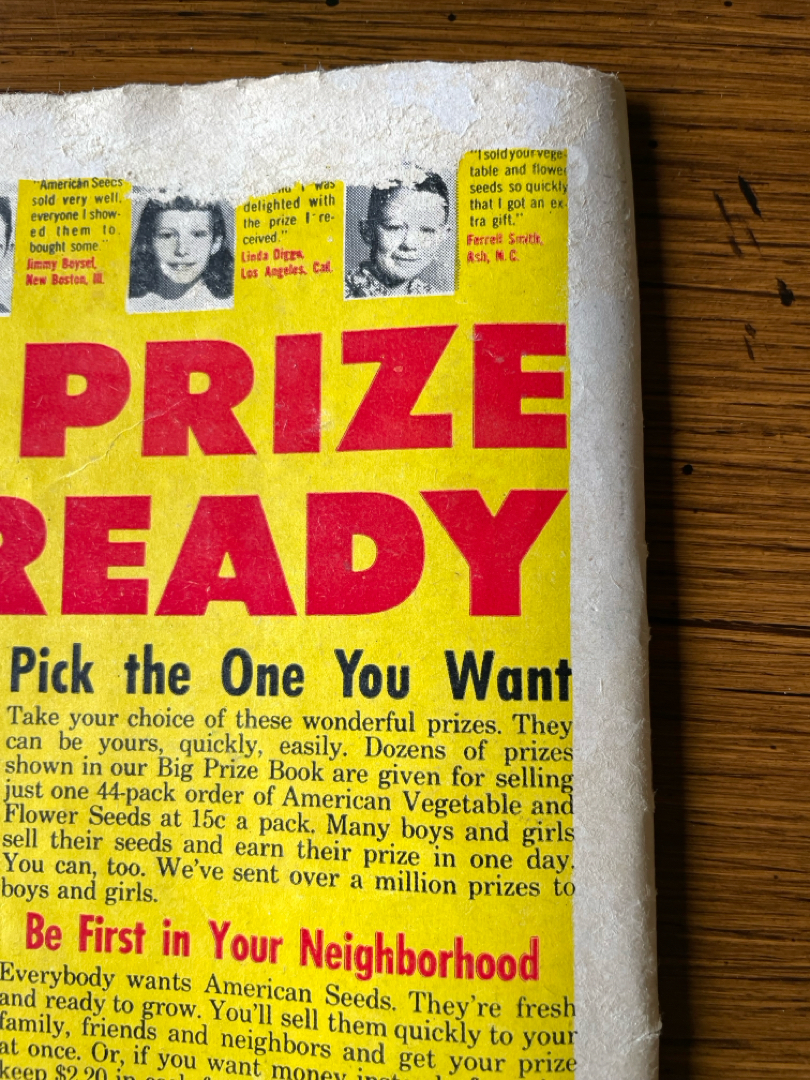 "American Seeds
sold very well,
everyone I show-
ed them to
bought some"
Jimmy Boysel,
New Boston, Ill.
and I was
delighted with
the prize I re-
ceived."
Linda Diggs,
Los Angeles, Cal.
"I sold your vege-
table and flower
seeds so quickly
that I got an ex-
tra gift."
Ferrell Smith,
Ash, N.C.
PRIZE
READY
Pick the One You Want
Take your choice of these wonderful prizes. They
can be yours, quickly, easily. Dozens of prizes
shown in our Big Prize Book are given for selling
just one 44-pack order of American Vegetable and
Flower Seeds at 15c a pack. Many boys and girls
sell their seeds and earn their prize in one day.
You can, too. We've sent over a million prizes to
boys and girls.
Be First in Your Neighborhood
Everybody wants American Seeds. They're fresh
and ready to grow. You'll sell them quickly to your
family, friends and neighbors and get your prize
at once. Or, if you want money instead
keep $2.20 in